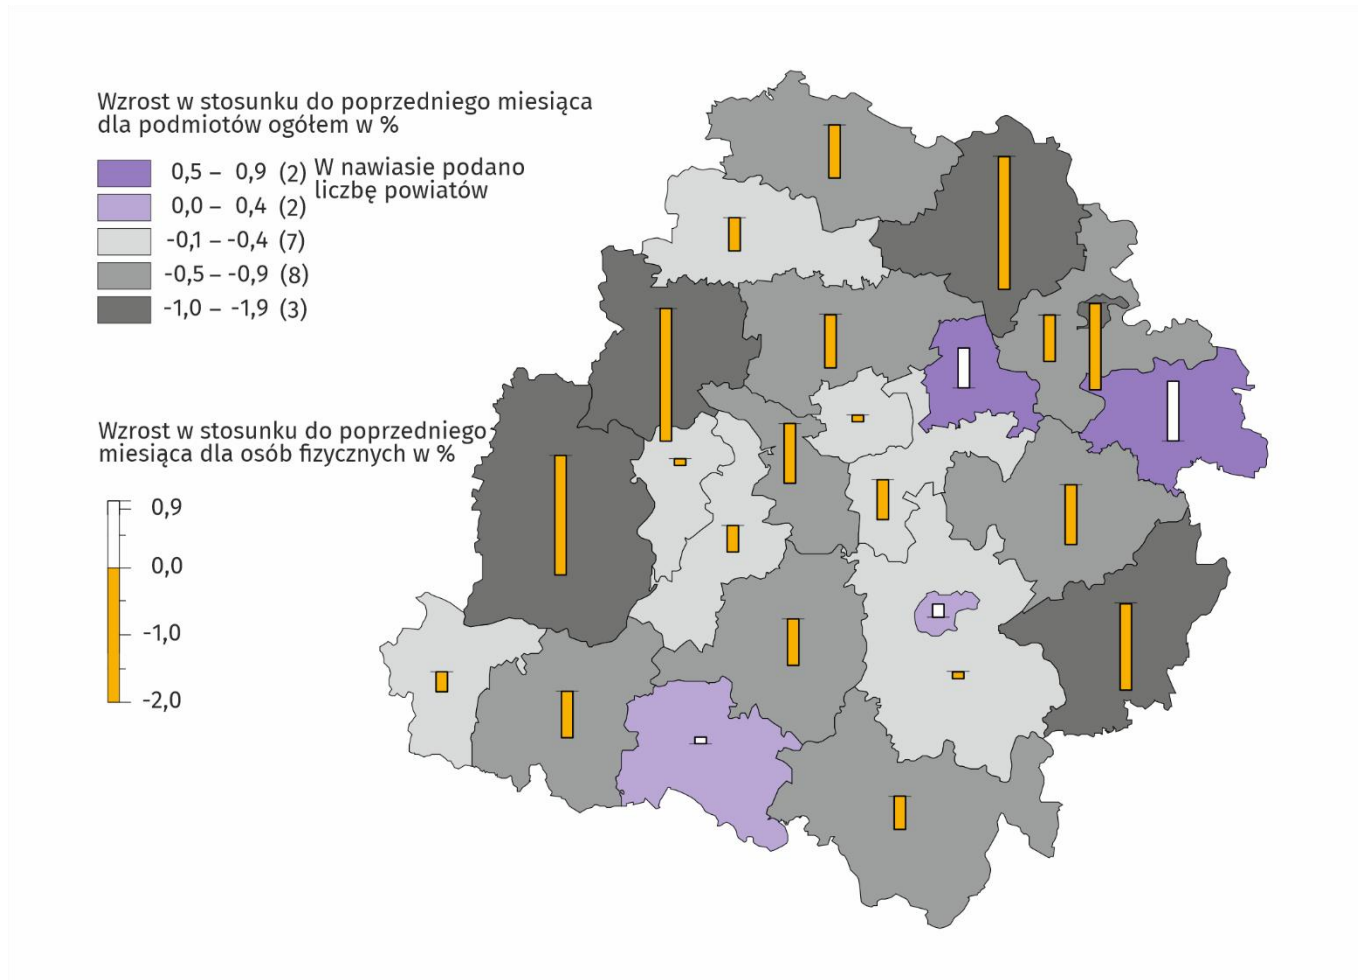 Wzrost w stosunku do poprzedniego miesiąca
dla podmiotów ogółem w %
0,5 – 0,9 (2) W nawiasie podano
liczbę powiatów
0,0 – 0,4 (2)
-0,1 – -0,4 (7)
-0,5 – -0,9 (8)
-1,0 – -1,9 (3)
Wzrost w stosunku do poprzedniego
miesiąca dla osób fizycznych w %
0,9
0,0
-1,0
-2,0